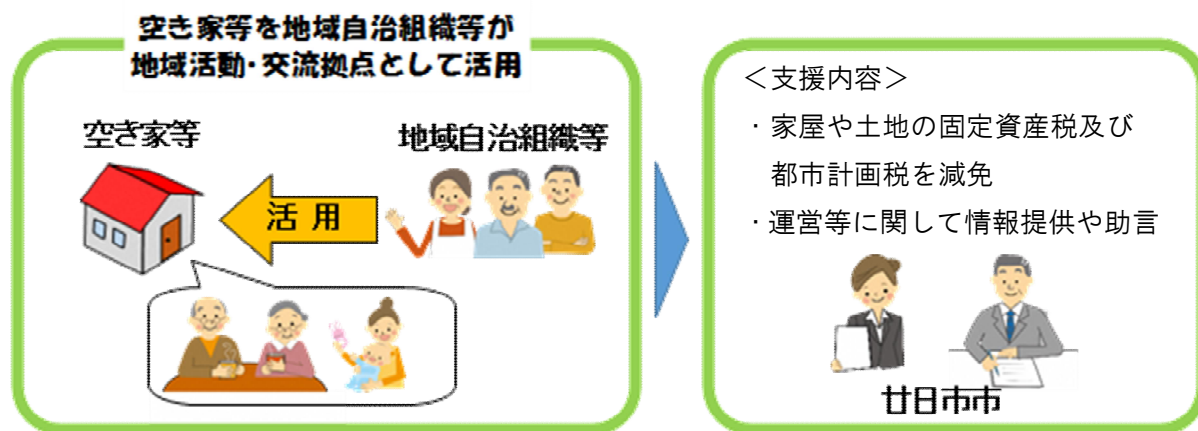 空き家等を地域自治組織等が
地域活動・交流拠点として活用
空き家等
地域自治組織等
活用
＜支援内容＞
・家屋や土地の固定資産税及び
都市計画税を減免
・運営等に関して情報提供や助言
廿日市市